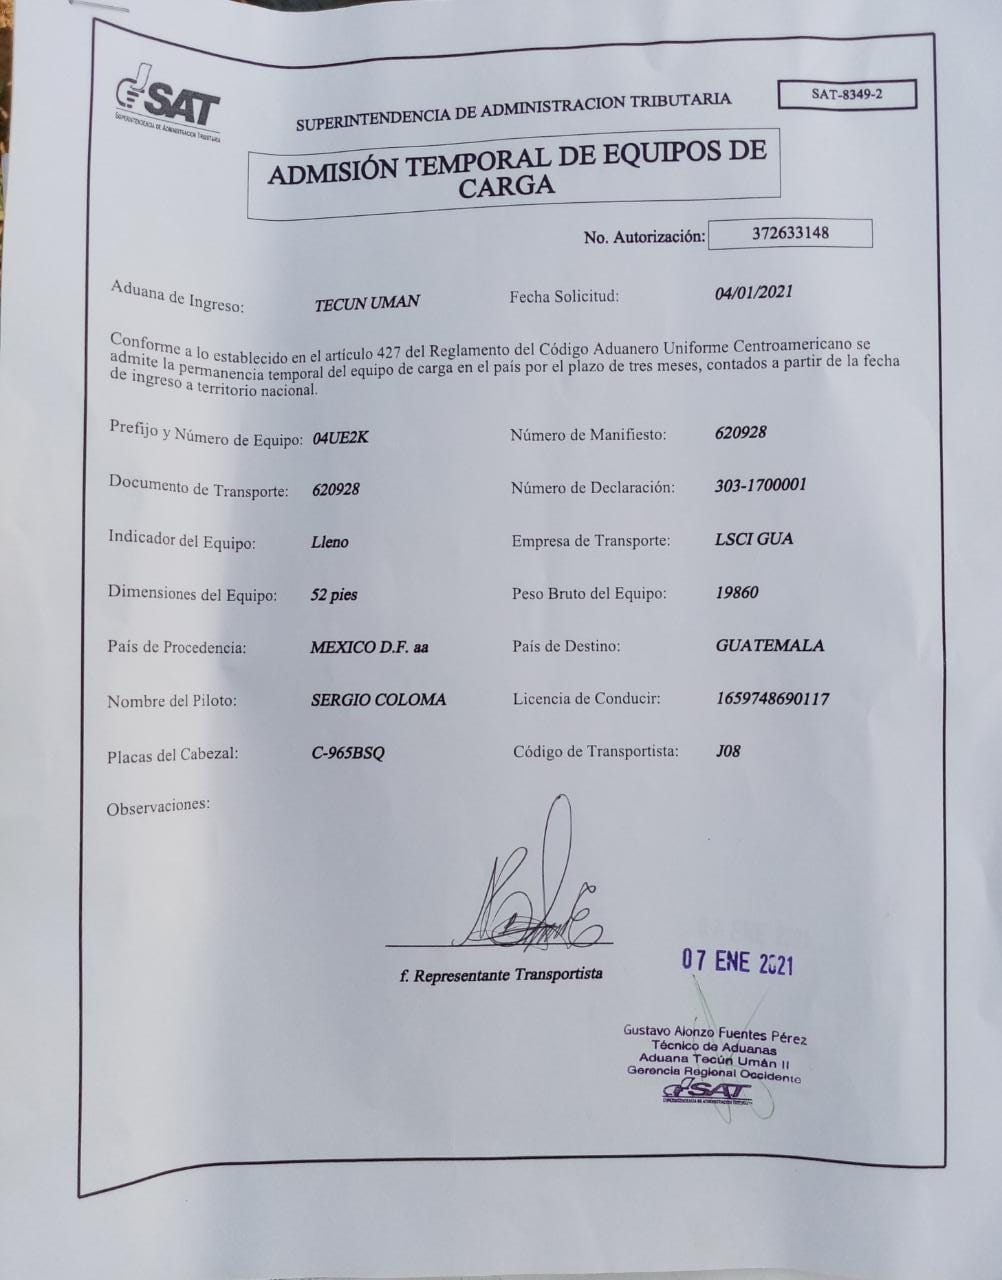 SAT
SUPERINTENDENCIA DE ADMINISTRACION TRIBUTARIA
SUPERINTENDENCIA DE ADMINISTRACION TRIBUTARIA
SAT-8349-2
ADMISIÓN TEMPORAL DE EQUIPOS DE
CARGA
No. Autorización: 372633148
Aduana de Ingreso: TECUN UMAN Fecha Solicitud: 04/01/2021
Conforme a lo establecido en el artículo 427 del Reglamento del Código Aduanero Uniforme Centroamericano se
admite la permanencia temporal del equipo de carga en el país por el plazo de tres meses, contados a partir de la fecha
de ingreso a territorio nacional.
Prefijo y Número de Equipo: 04UE2K Número de Manifiesto: 620928
Documento de Transporte: 620928 Número de Declaración: 303-1700001
Indicador del Equipo: Lleno Empresa de Transporte: LSCI GUA
Dimensiones del Equipo: 52 pies Peso Bruto del Equipo: 19860
País de Procedencia: MEXICO D.F. aa País de Destino: GUATEMALA
Nombre del Piloto: SERGIO COLOMA Licencia de Conducir: 1659748690117
Placas del Cabezal: C-965BSQ Código de Transportista: J08
Observaciones:
f. Representante Transportista
07 ENE 2021
Gustavo Alonzo Fuentes Pérez
Técnico de Aduanas
Aduana Tecún Umán II
Gerencia Regional Occidente
SAT
SUPERINTENDENCIA DE ADMINISTRACION TRIBUTARIA